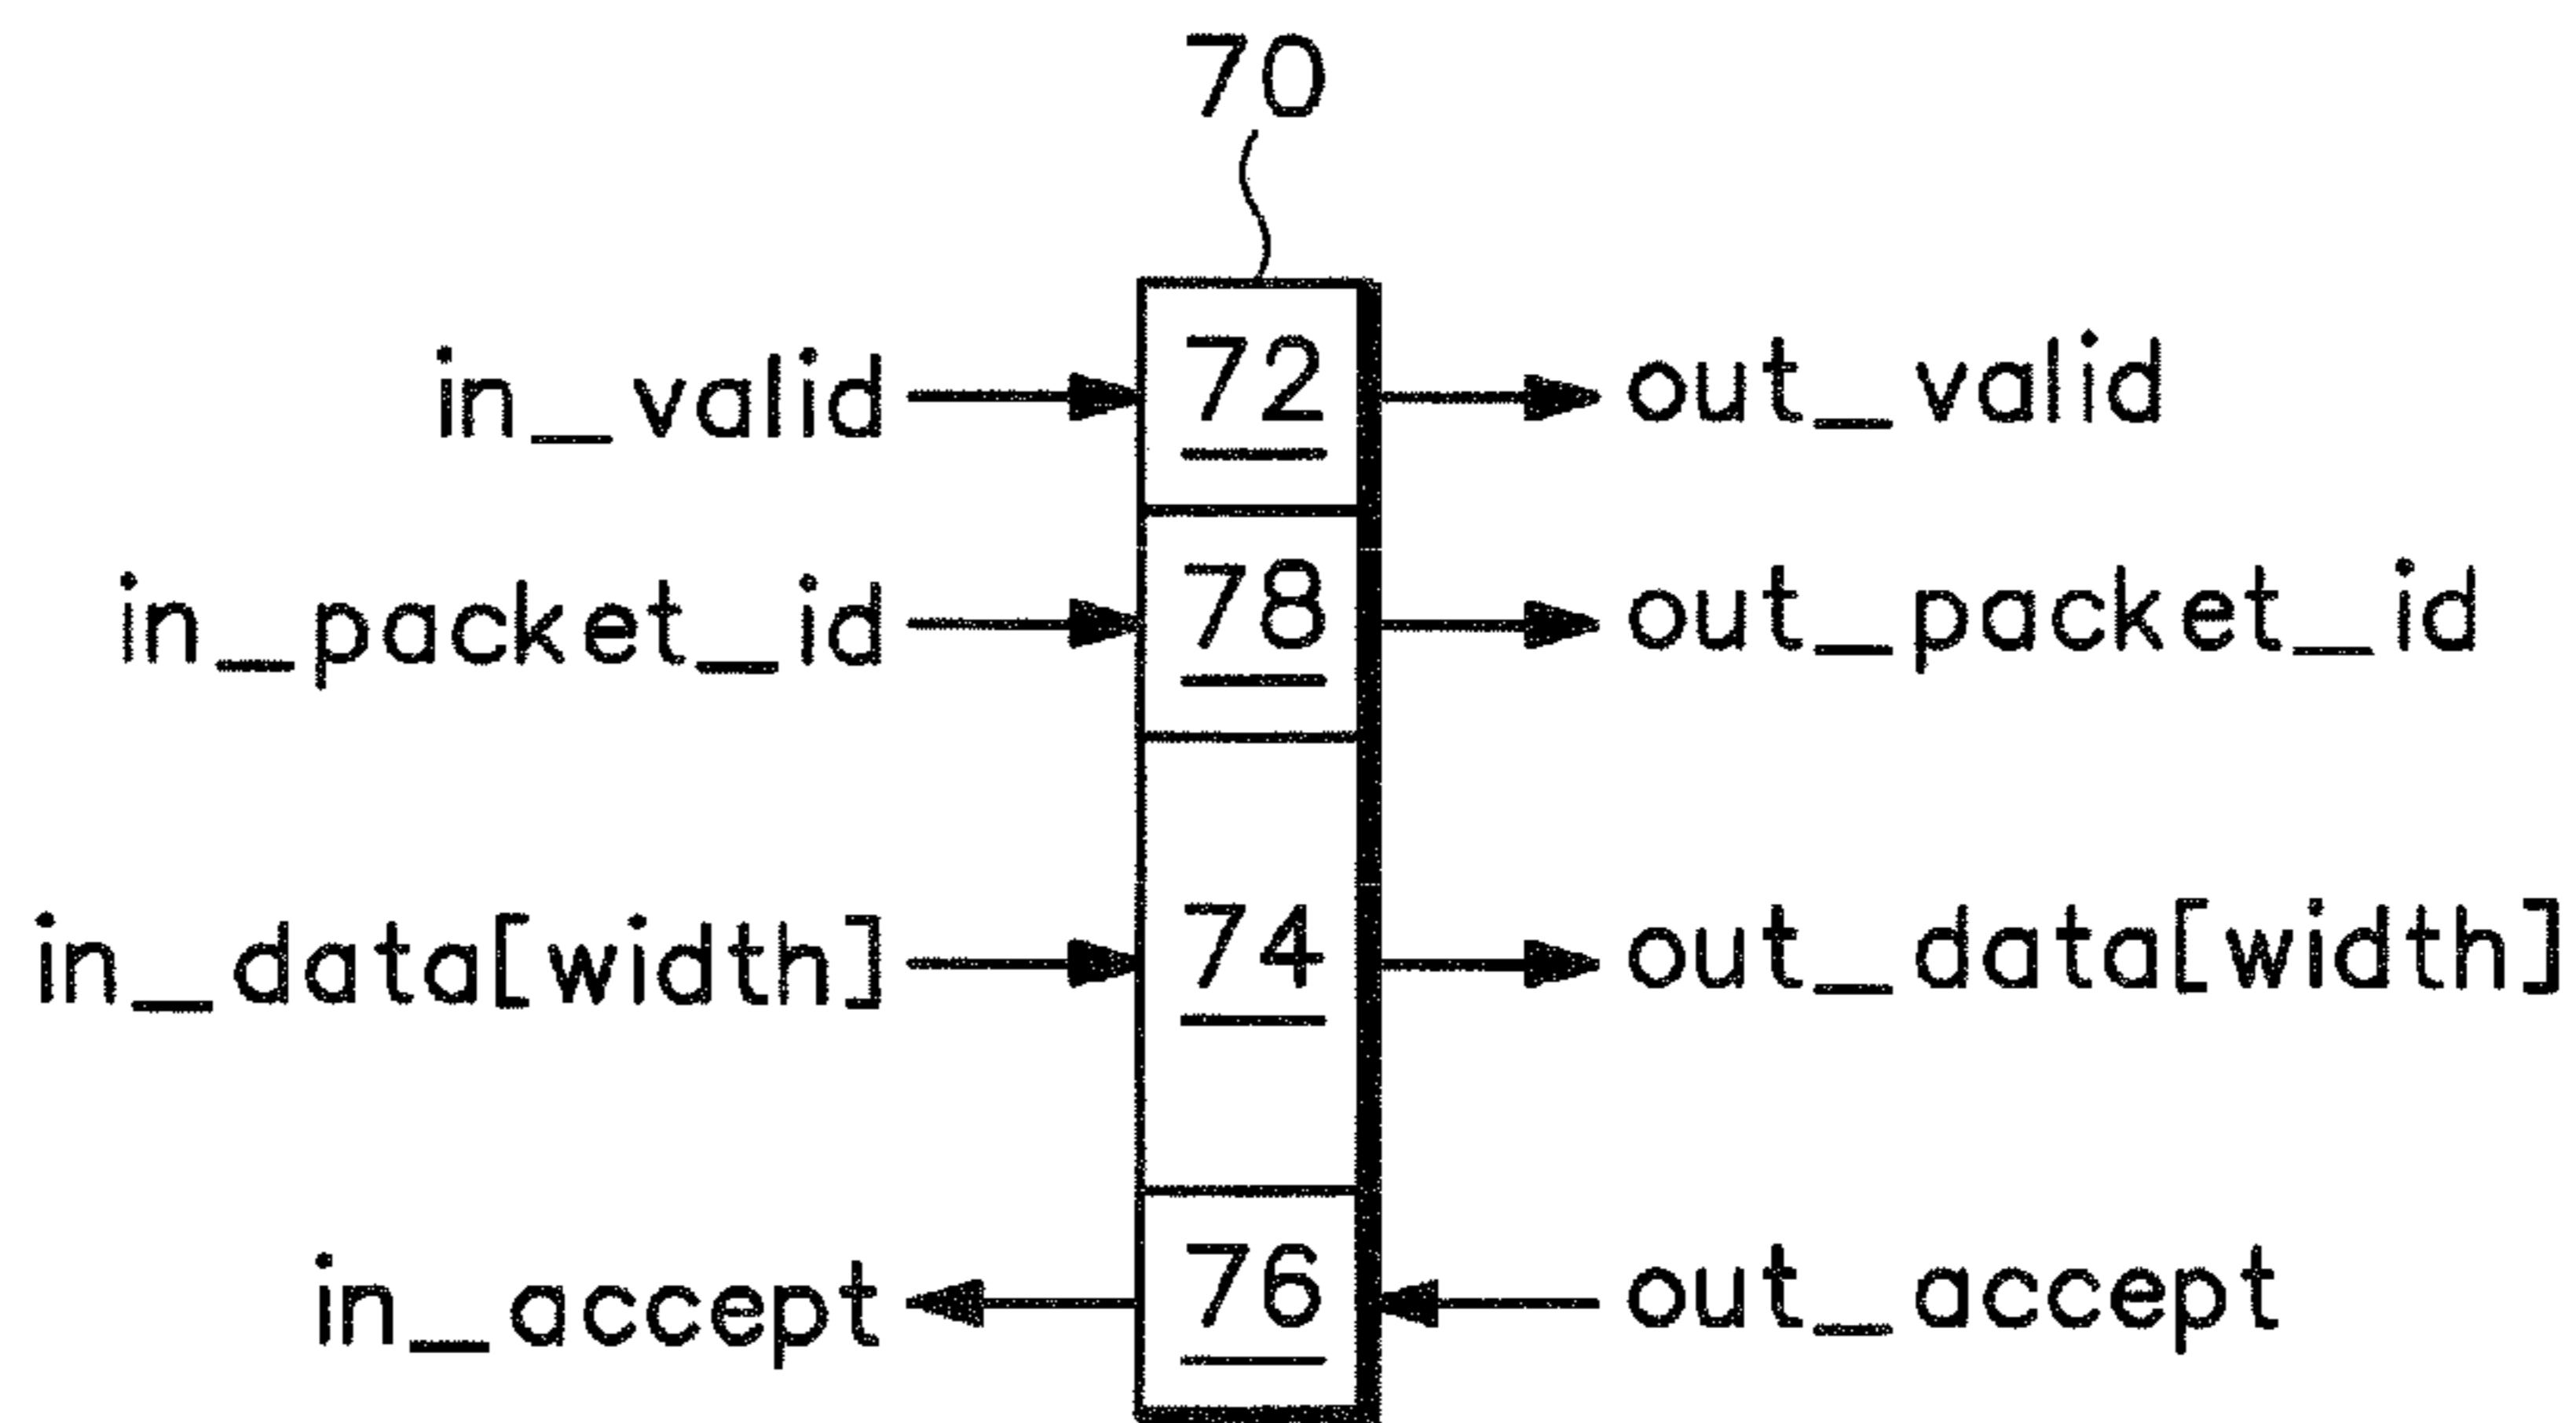 70
in_valid 72 out_valid
in_packet_id 78 out_packet_id
in_data[width] 74 out_data[width]
in_accept 76 out_accept